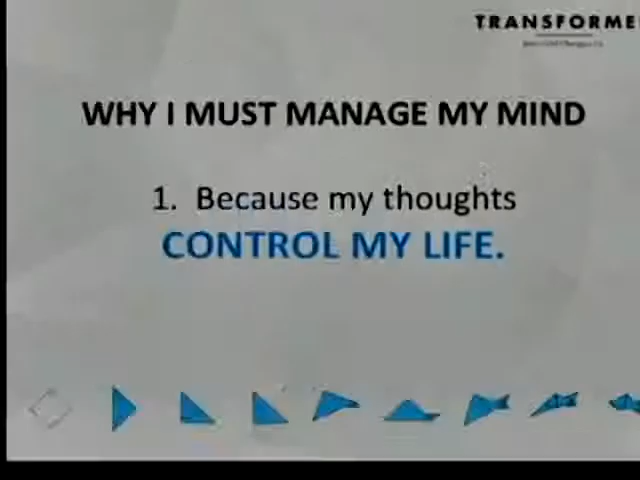 TRANSFORME
WHY I MUST MANAGE MY MIND
1. Because my thoughts
CONTROL MY LIFE.